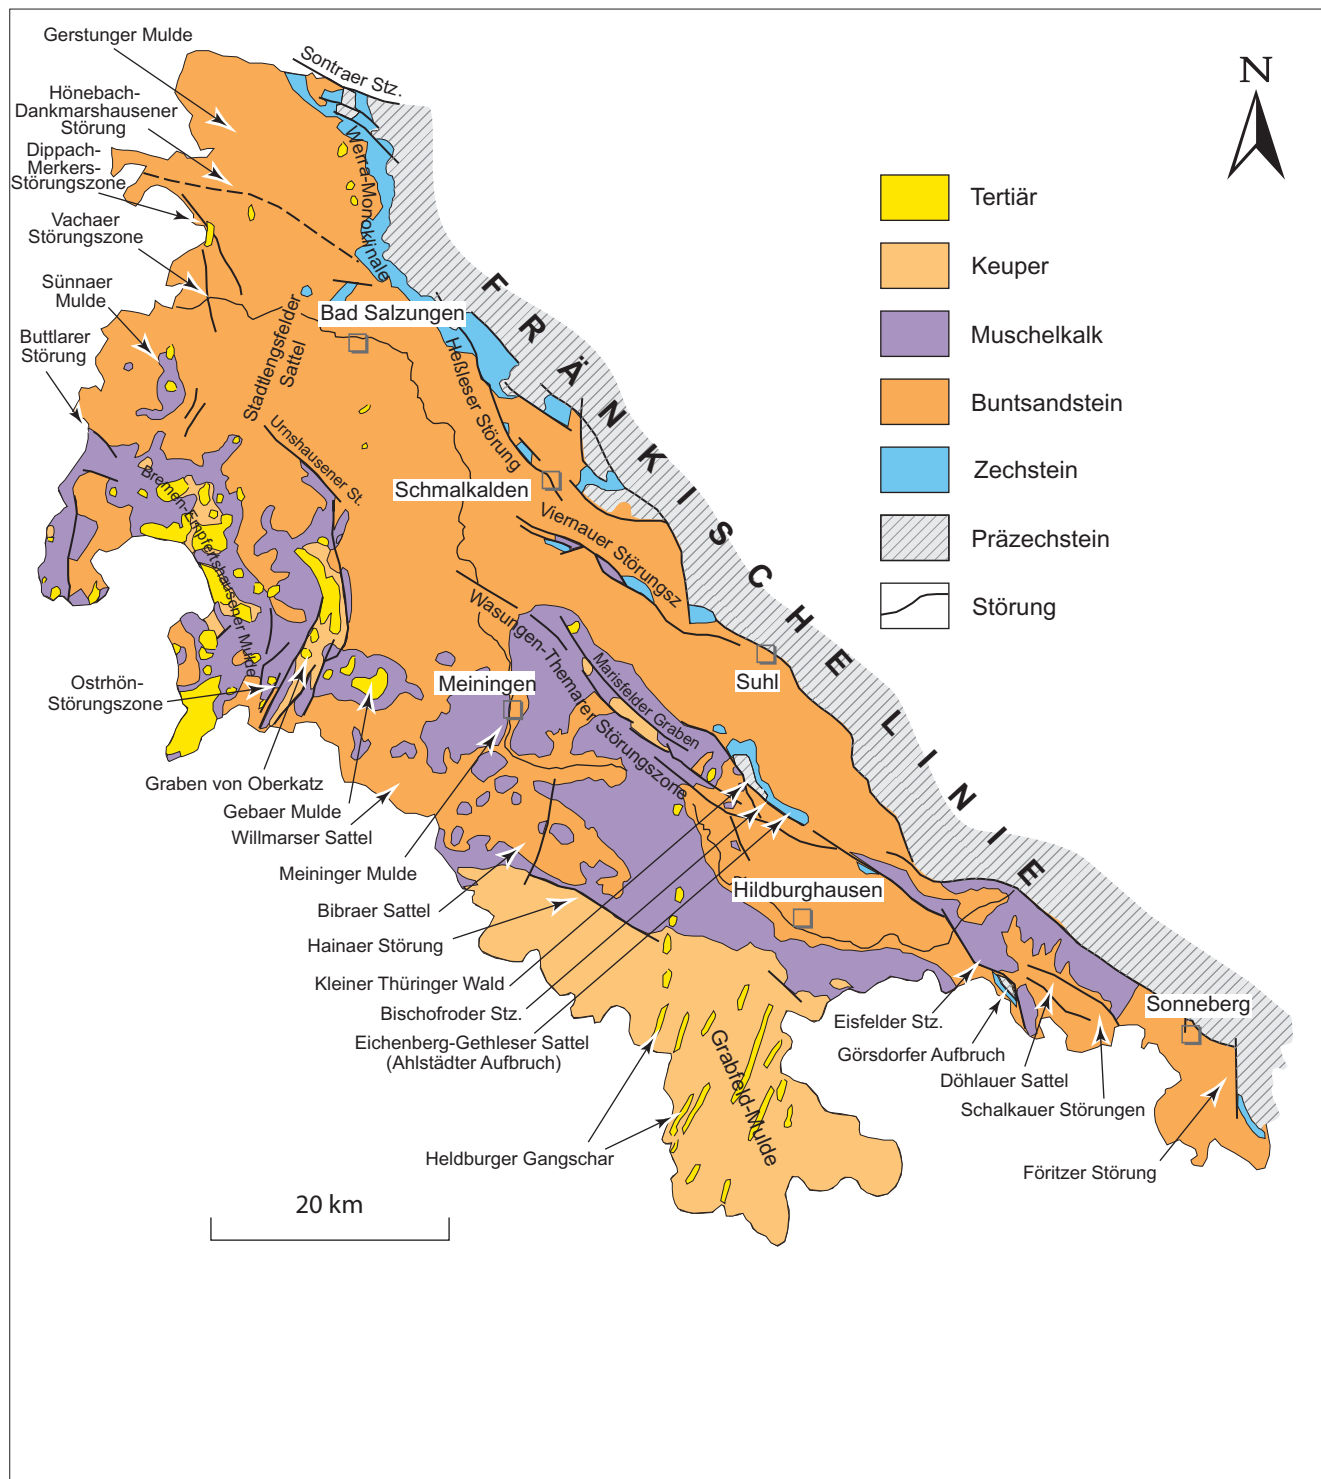 Gerstunger Mulde
Sontraer Stz.
Hönebach-
Dankmarshausener
Störung
Dippach-
Merkers-
Störungszone
Vachaer
Störungszone
Sünnaer
Mulde
Buttlarer
Störung
Werra-Monoklinale
N
Tertiär
Keuper
Muschelkalk
Buntsandstein
Zechstein
Präzechstein
Störung
FRÄNKISCHE LINIE
Bad Salzungen
Stadtlengsfelder
Sattel
Heßleser Störung
Urnshausener St.
Schmalkalden
Bremen-Empfertshausener Mulde
Viernauer Störungsz
Wasungen-Themarer Störungszone
Marisfelder Graben
Suhl
Meiningen
Ostrhön-
Störungszone
Graben von Oberkatz
Gebaer Mulde
Willmarser Sattel
Meininger Mulde
Bibraer Sattel
Hainaer Störung
Kleiner Thüringer Wald
Bischofroder Stz.
Eichenberg-Gethleser Sattel
(Ahlstädter Aufbruch)
Hildburghausen
Heldburger Gangschar
Grabfeld-Mulde
Eisfelder Stz.
Görsdorfer Aufbruch
Döhlauer Sattel
Schalkauer Störungen
Sonneberg
Föritzer Störung
20 km